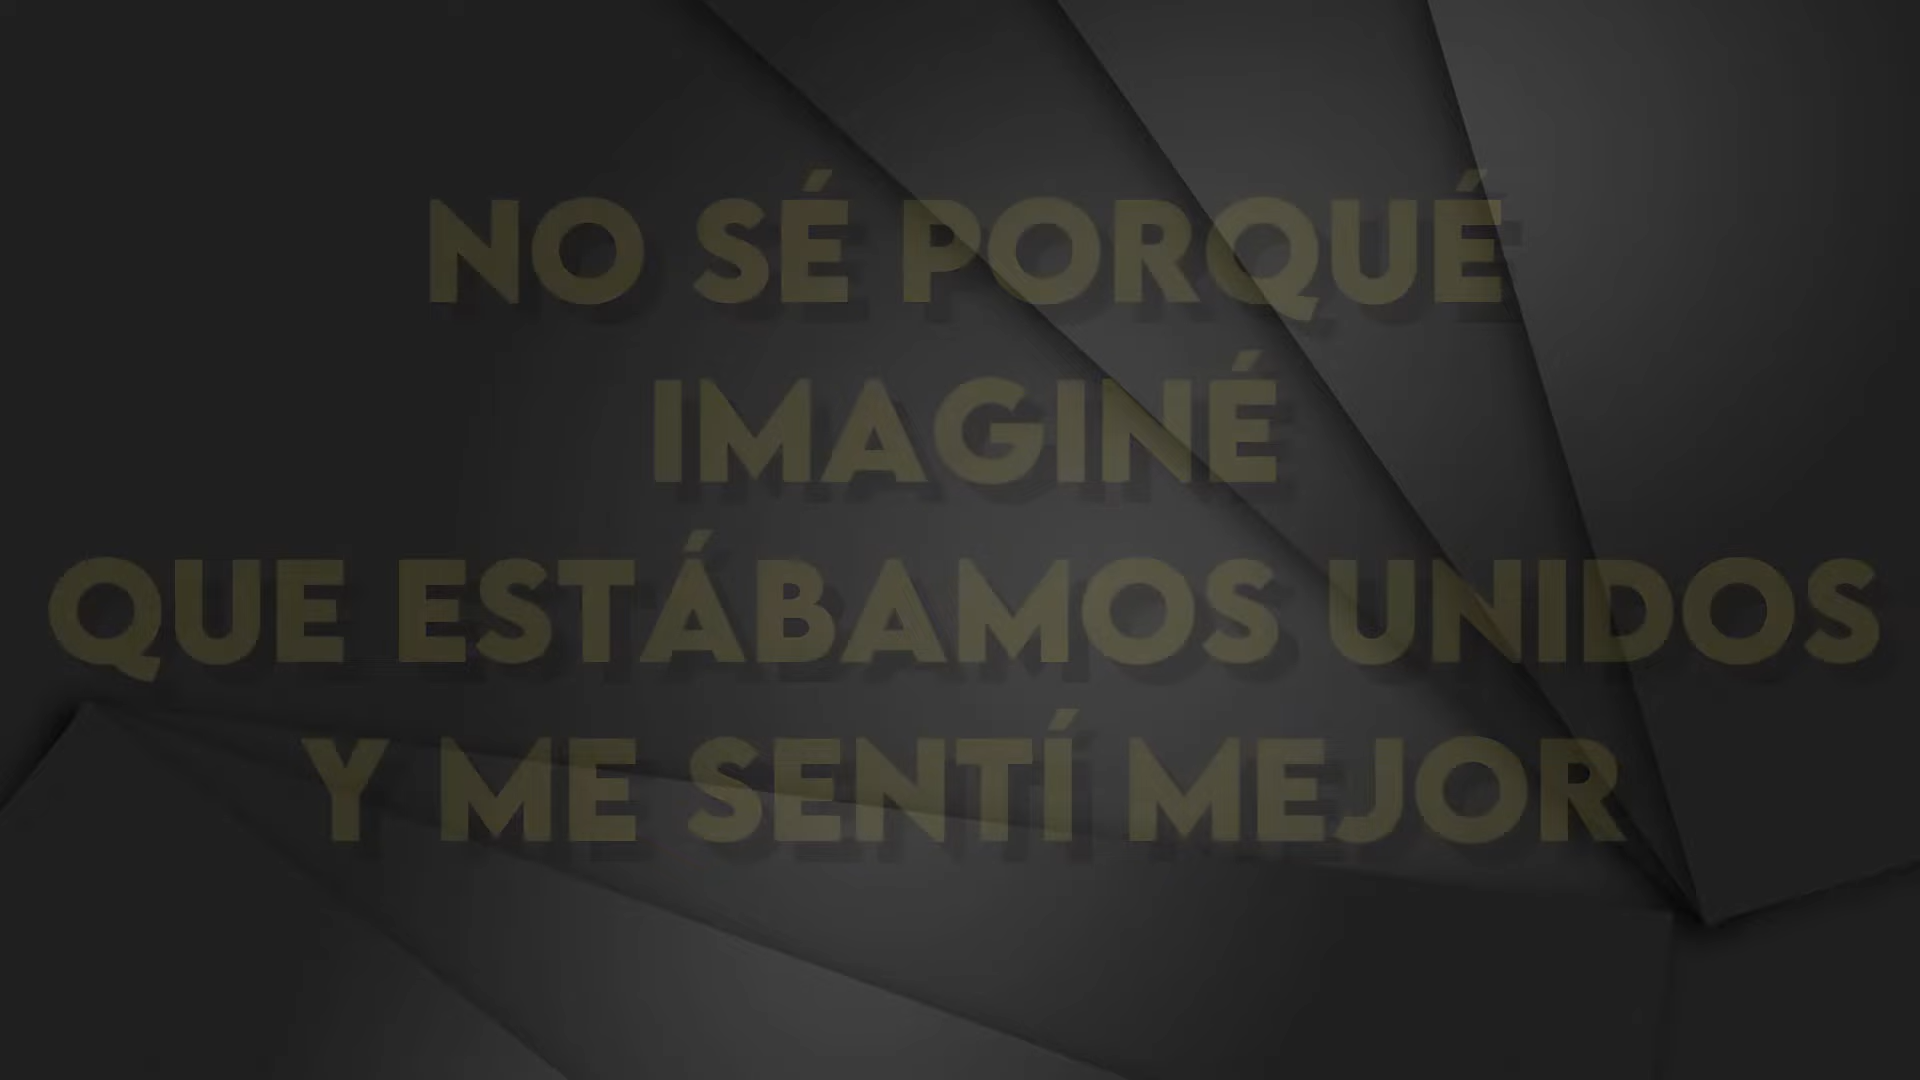 NO SÉ PORQUÉ
IMAGINÉ
QUE ESTÁBAMOS UNIDOS
Y ME SENTÍ MEJOR